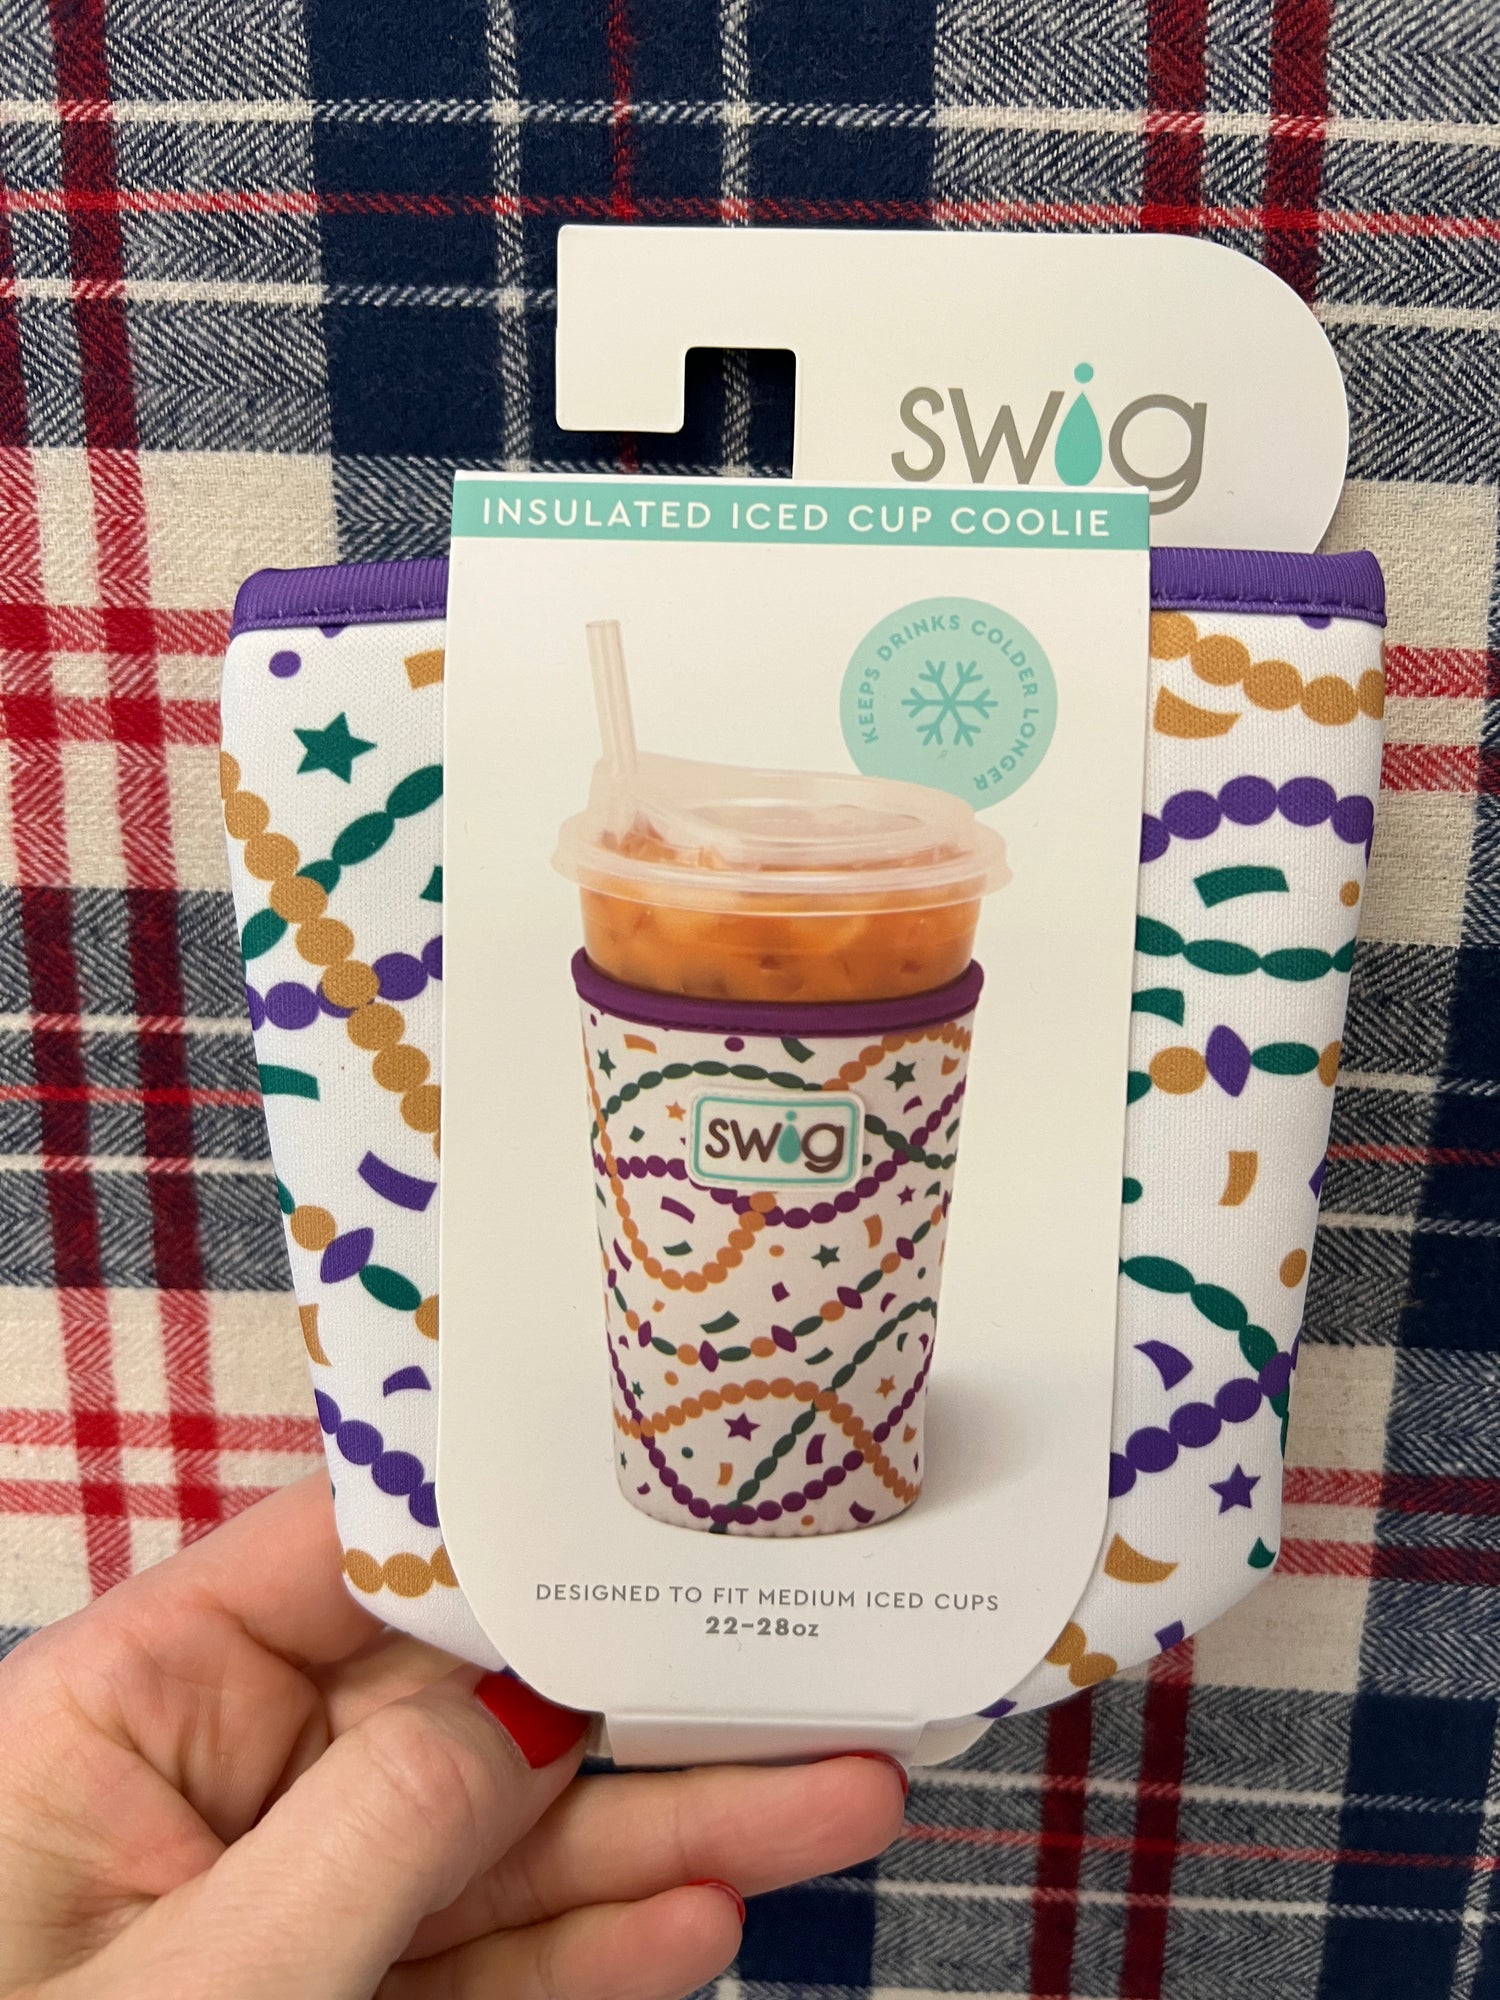 swig
INSULATED ICED CUP COOLIE
KEEPS DRINKS COLDER LONGER
swig
DESIGNED TO FIT MEDIUM ICED CUPS
22-28oz